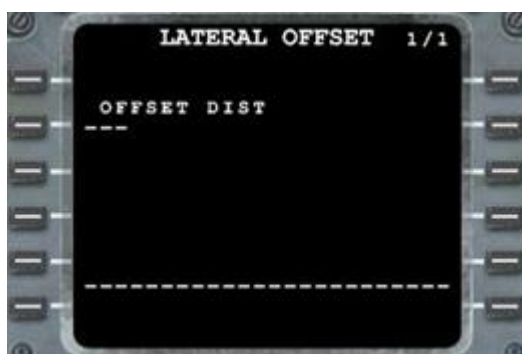 LATERAL OFFSET 1/1
OFFSET DIST
---
------------------------